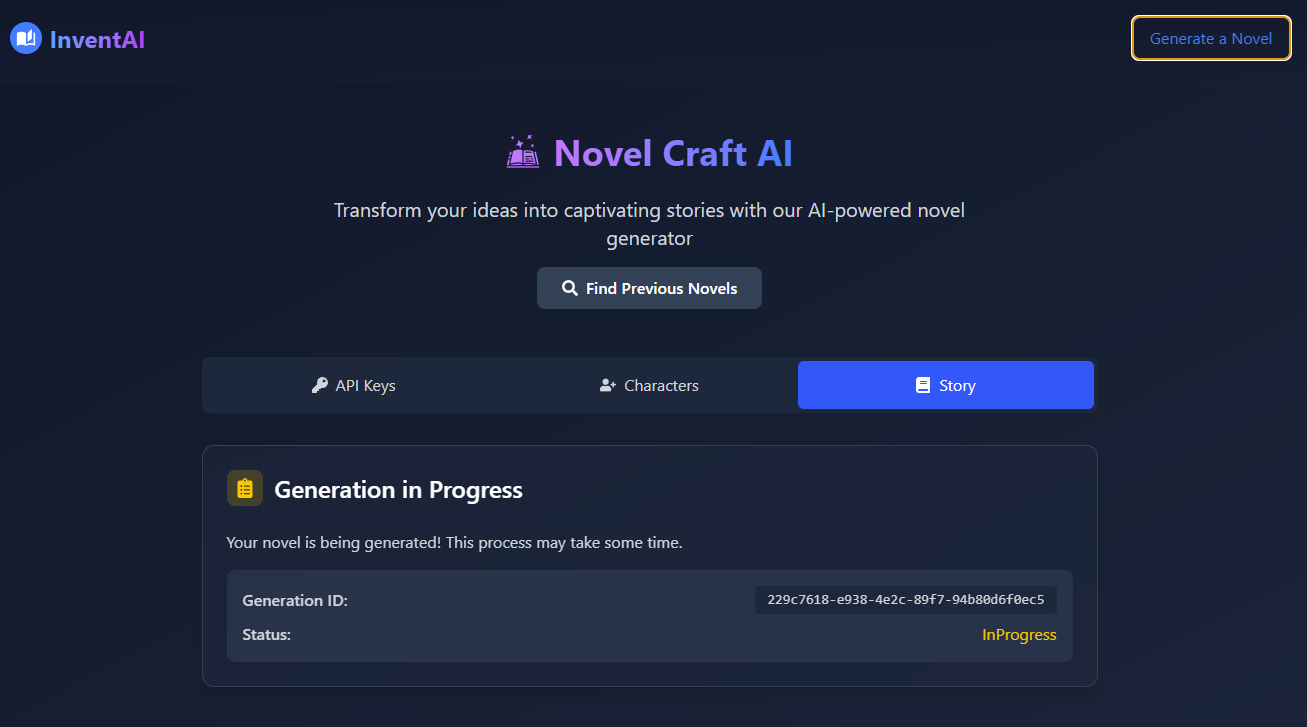 InventAI
Generate a Novel
Novel Craft AI
Transform your ideas into captivating stories with our AI-powered novel
generator
Find Previous Novels
API Keys
Characters
Story
Generation in Progress
Your novel is being generated! This process may take some time.
Generation ID:
229c7618-e938-4e2c-89f7-94b80d6f0ec5
Status:
InProgress